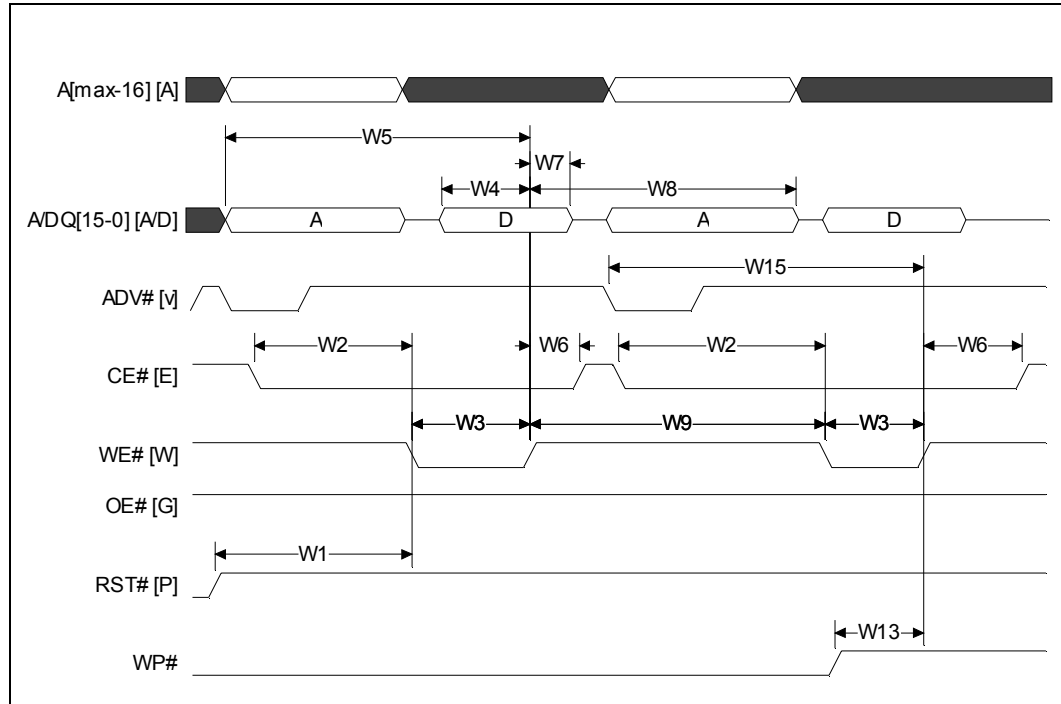 A[max-16] [A]
W5
W7
W4
W8
A/DQ[15-0] [A/D]
A
D
A
D
W15
ADV# [v]
W2
W6
W2
W6
CE# [E]
W3
W9
W3
WE# [W]
OE# [G]
W1
RST# [P]
W13
WP#